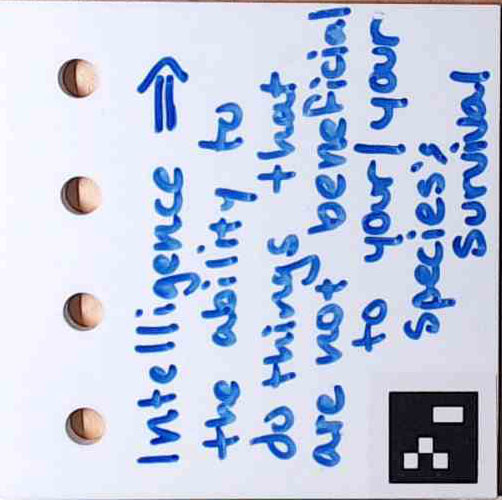 Intelligence ⇒
the ability to
do things that
are not beneficial
to your/your
species's
survival